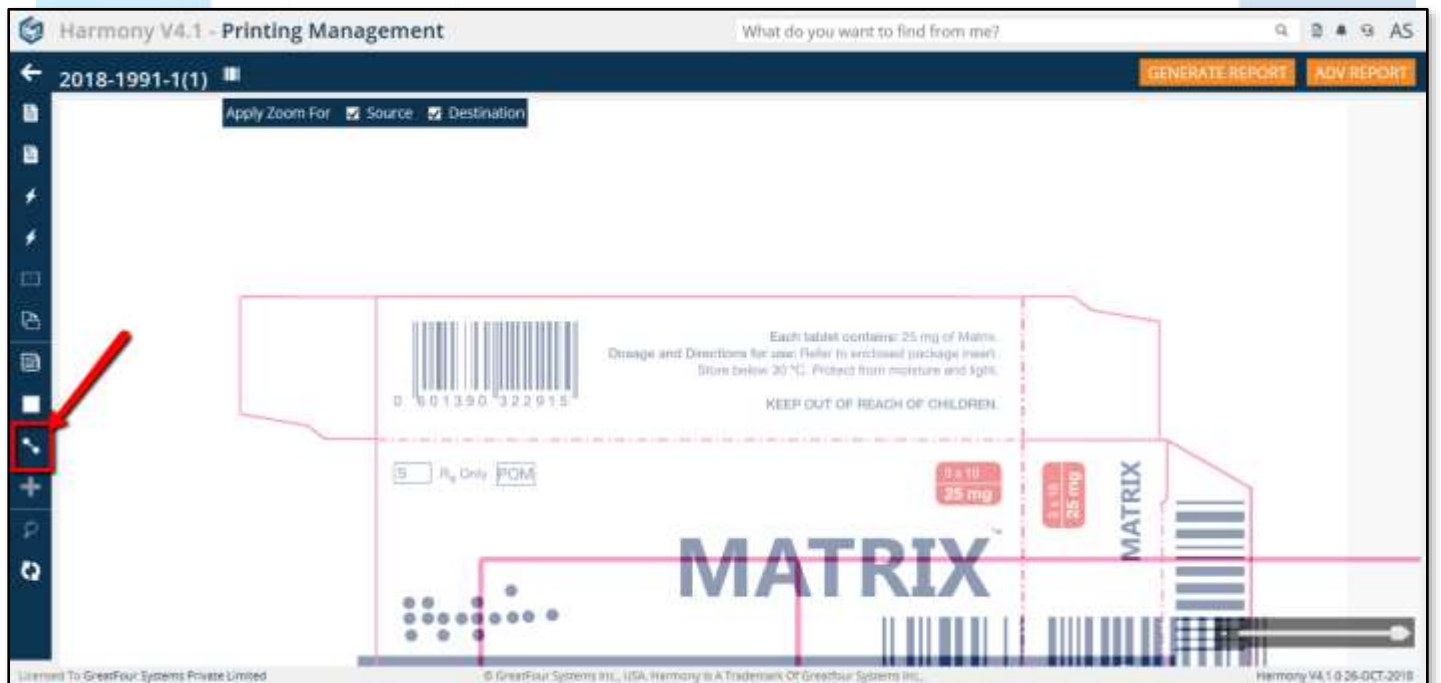 Harmony V4.1 - Printing Management
What do you want to find from me?
AS
2018-1991-1(1)
GENERATE REPORT
ADV REPORT
Apply Zoom For Source Destination
Each tablet contains: 25 mg of Matrix.
Dosage and Directions for use: Refer to enclosed package insert.
Store below 30 °C. Protect from moisture and light.
0 601390 322915
KEEP OUT OF REACH OF CHILDREN.
S Rx Only POM
3 x 10
25 mg
3 x 10
25 mg
MATRIX
MATRIX™
Licensed To GreatFour Systems Private Limited
© GreatFour Systems Inc., USA. Harmony Is A Trademark Of Greatfour Systems Inc.,
Harmony V4.1.0 26-OCT-2018